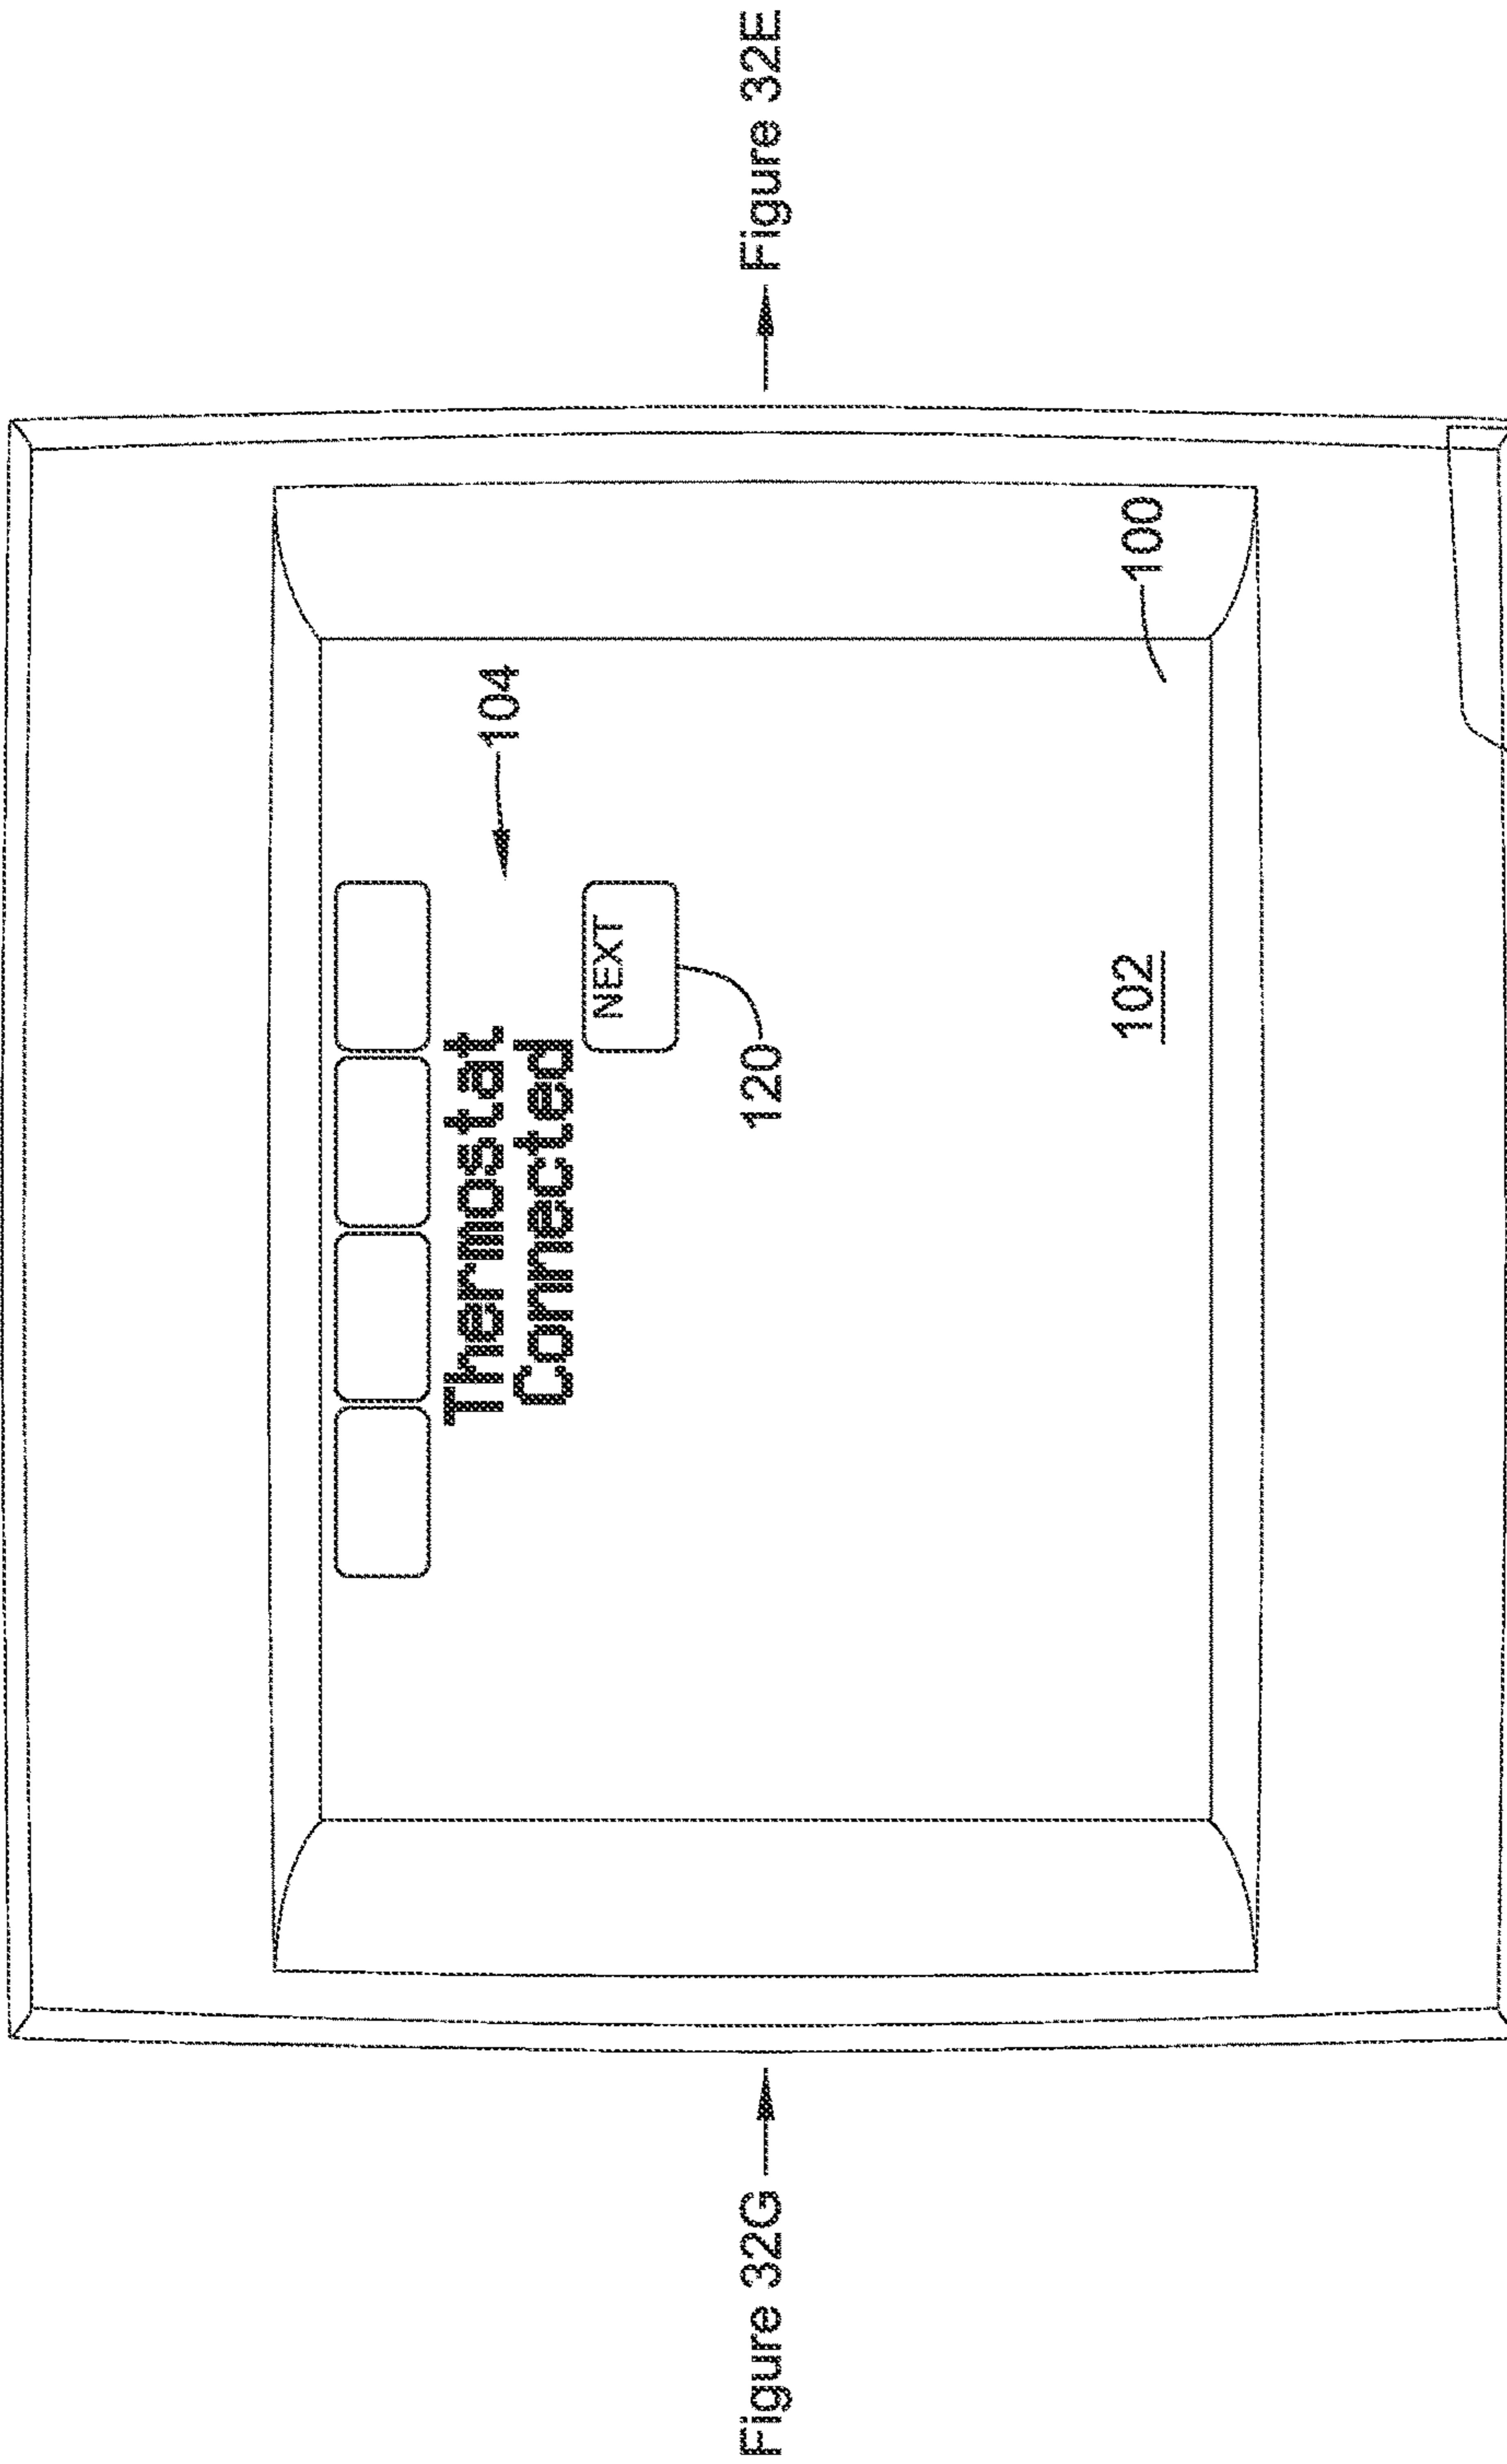 Figure 32G
Thermostat
Connected
104
NEXT
120
102
100
Figure 32E